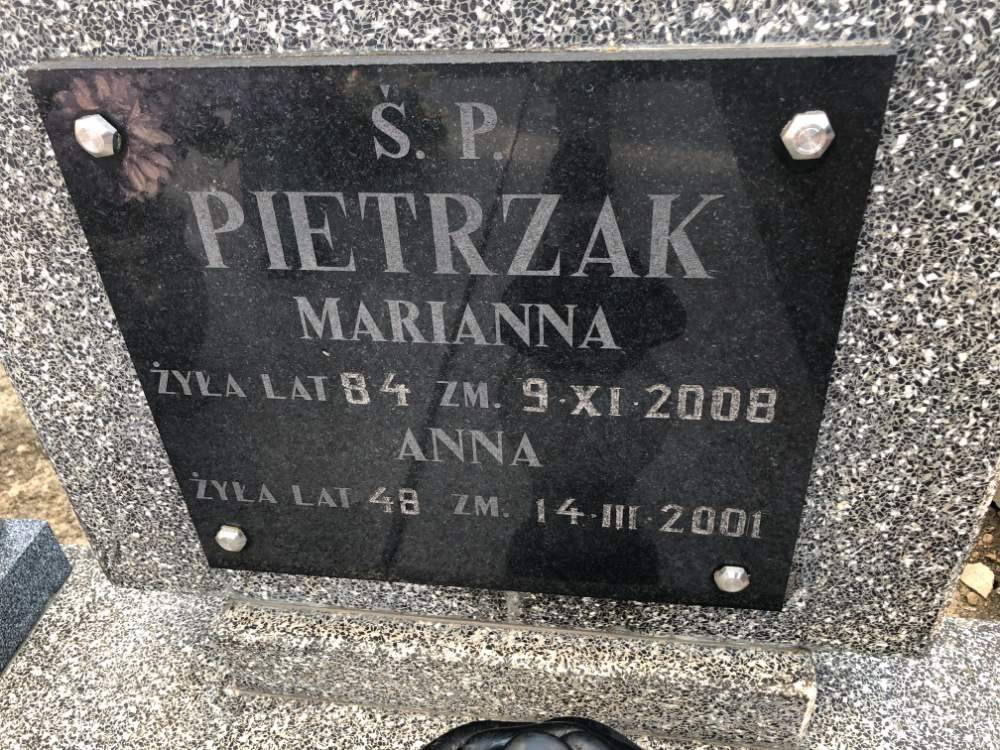 Ś. P.
PIETRZAK
MARIANNA
ŻYŁA LAT 84 ZM. 9·XI·2008
ANNA
ŻYŁA LAT 48 ZM. 14·III·2001